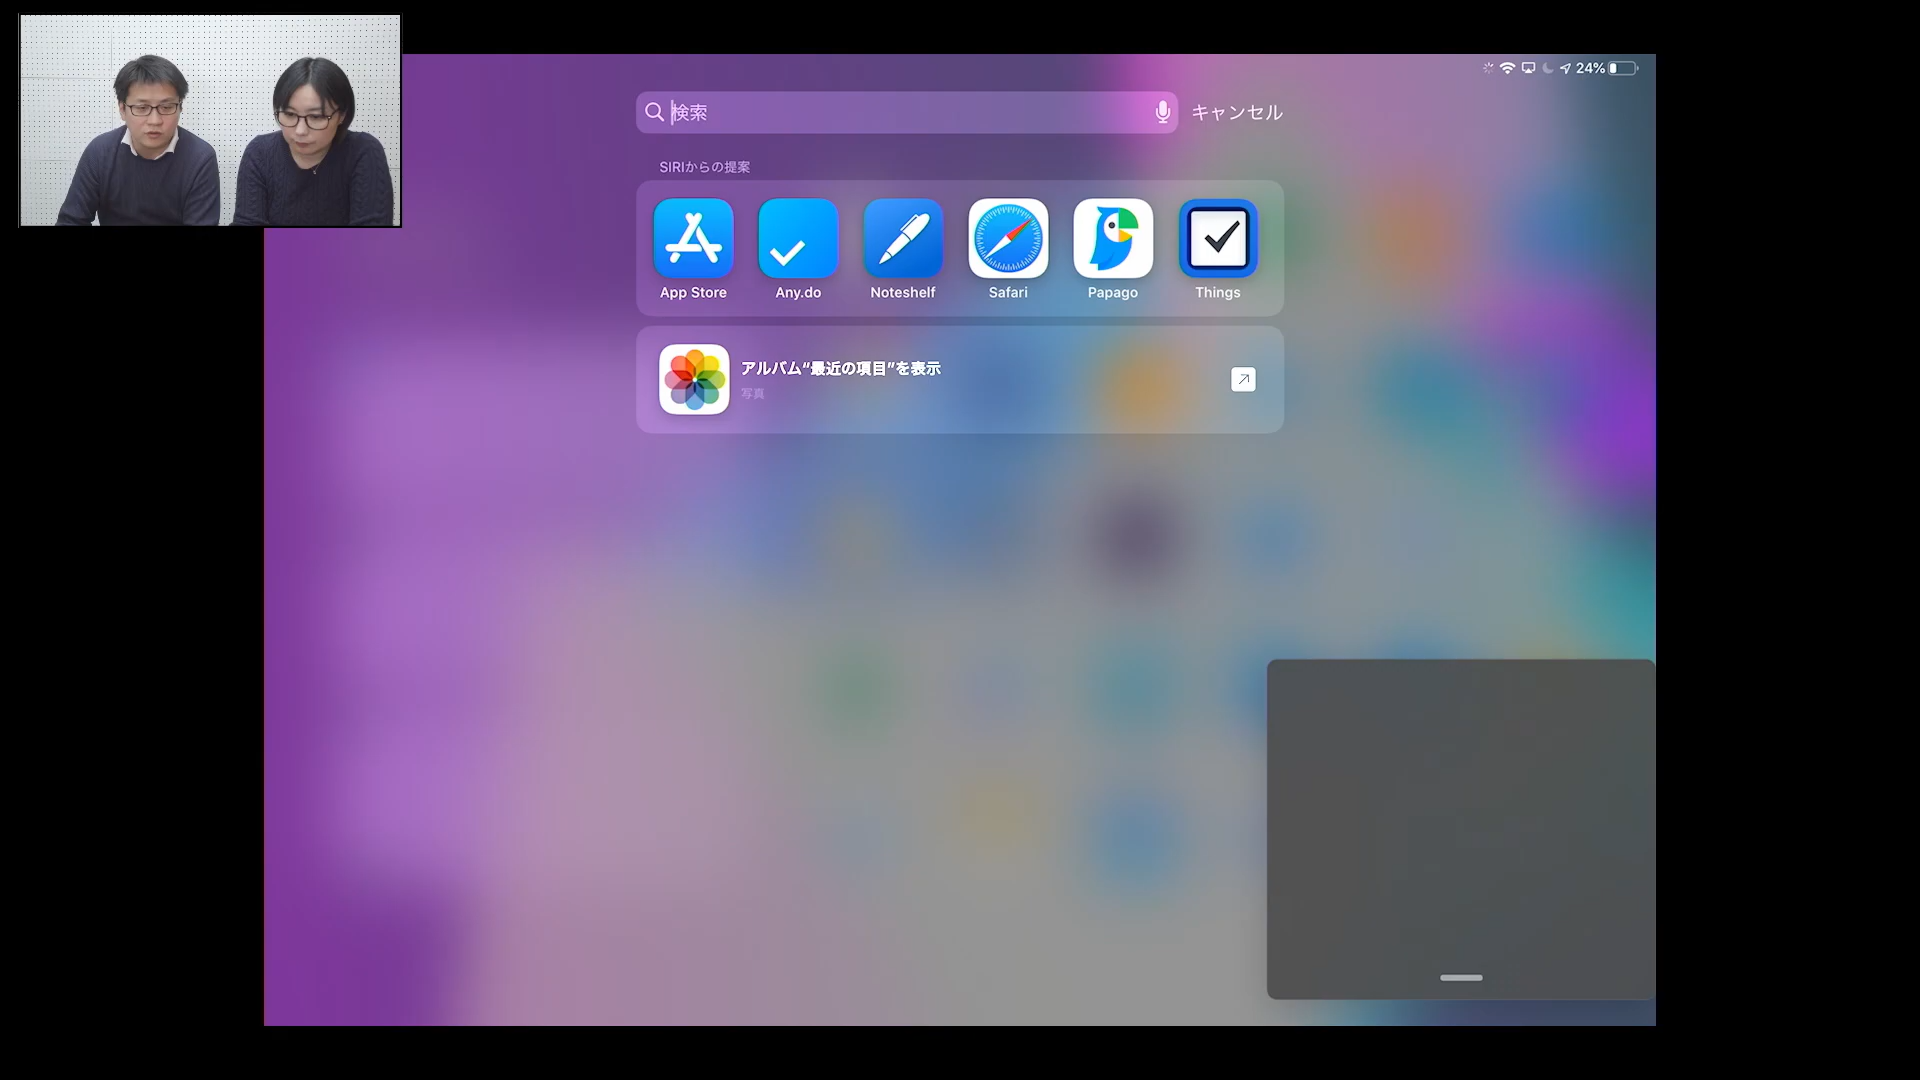 24%
検索
キャンセル
SIRIからの提案
App Store
Any.do
Noteshelf
Safari
Papago
Things
アルバム“最近の項目”を表示
写真